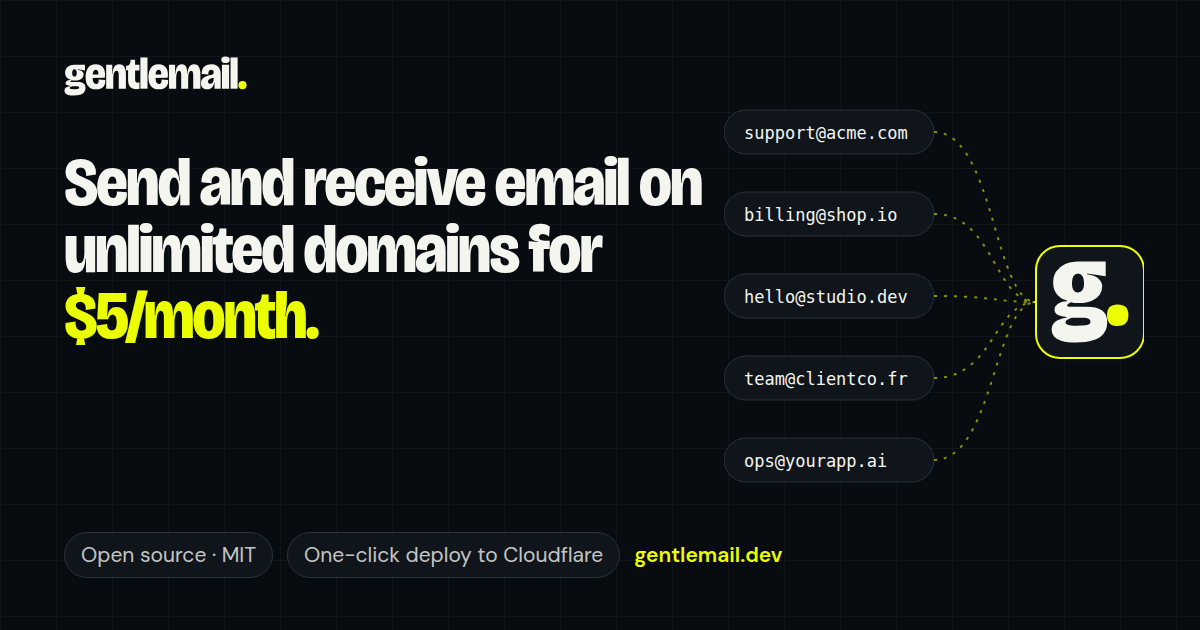 gentlemail.
Send and receive email on
unlimited domains for
$5/month.
support@acme.com
billing@shop.io
hello@studio.dev
team@clientco.fr
ops@yourapp.ai
g.
Open source · MIT
One-click deploy to Cloudflare
gentlemail.dev